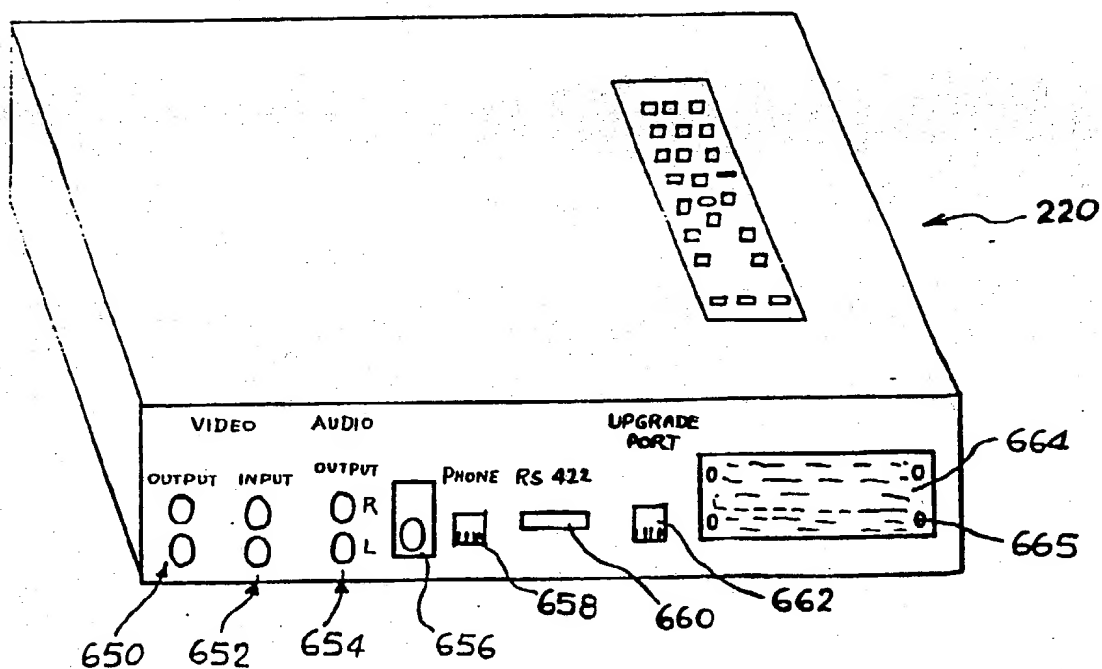 220
VIDEO AUDIO
UPGRADE
PORT
664
OUTPUT INPUT OUTPUT PHONE RS 422
R
L
665
650 652 654 656 658 660 662